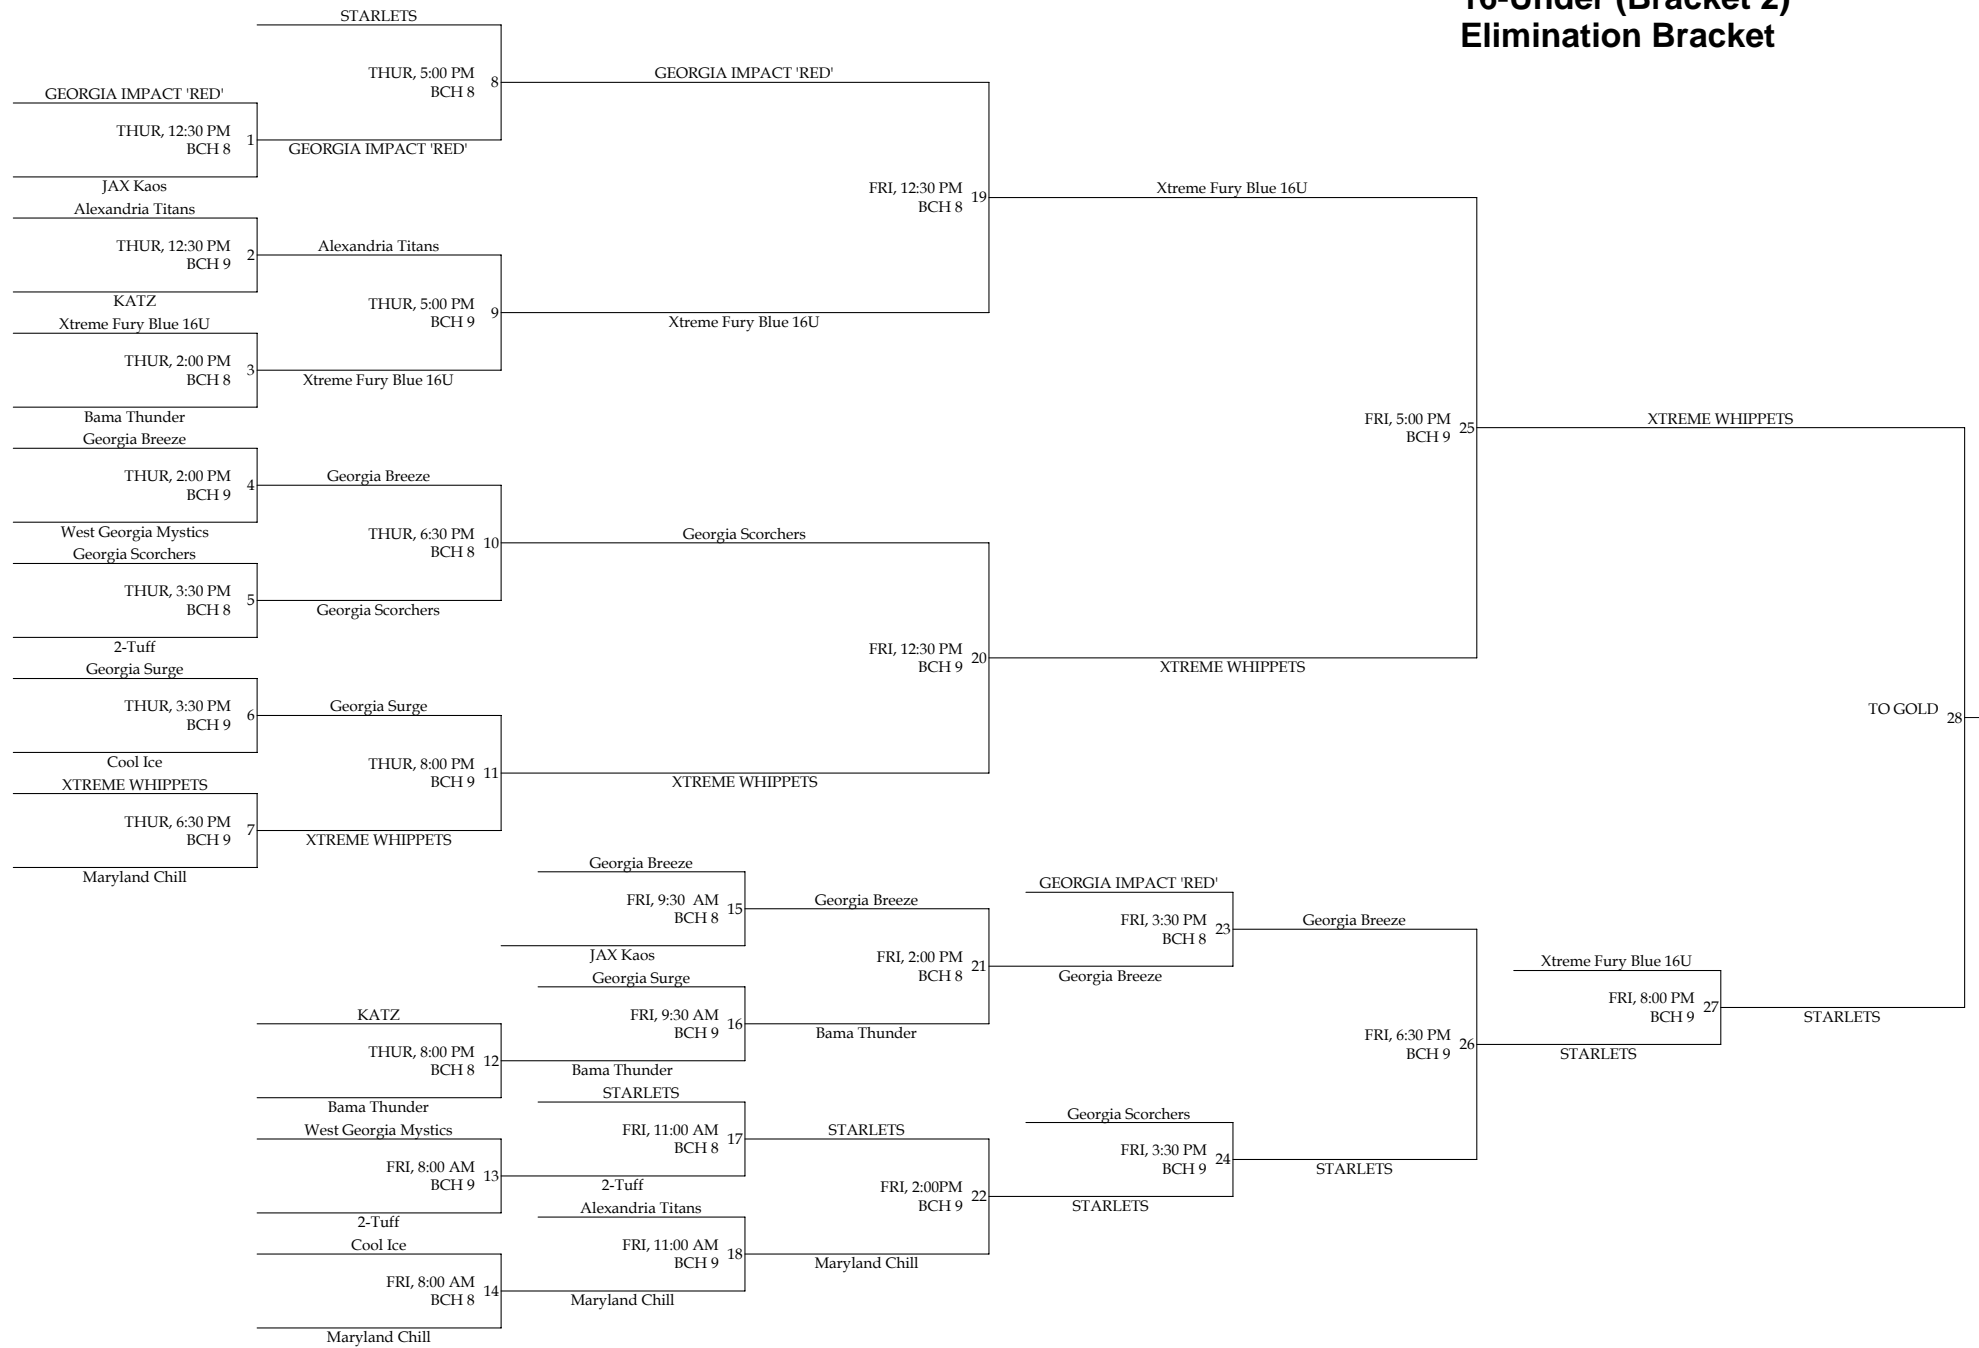 16-Under (Bracket 2)
Elimination Bracket
STARLETS
THUR, 5:00 PM
BCH 8
8
GEORGIA IMPACT 'RED'
GEORGIA IMPACT 'RED'
THUR, 12:30 PM
BCH 8
1
GEORGIA IMPACT 'RED'
JAX Kaos
Alexandria Titans
THUR, 12:30 PM
BCH 9
2
Alexandria Titans
KATZ
Xtreme Fury Blue 16U
THUR, 5:00 PM
BCH 9
9
Xtreme Fury Blue 16U
THUR, 2:00 PM
BCH 8
3
Xtreme Fury Blue 16U
Bama Thunder
FRI, 12:30 PM
BCH 8
19
Xtreme Fury Blue 16U
Georgia Breeze
THUR, 2:00 PM
BCH 9
4
Georgia Breeze
West Georgia Mystics
Georgia Scorchers
THUR, 6:30 PM
BCH 8
10
Georgia Scorchers
THUR, 3:30 PM
BCH 8
5
Georgia Scorchers
2-Tuff
Georgia Surge
THUR, 3:30 PM
BCH 9
6
Georgia Surge
Cool Ice
XTREME WHIPPETS
THUR, 8:00 PM
BCH 9
11
XTREME WHIPPETS
THUR, 6:30 PM
BCH 9
7
XTREME WHIPPETS
Maryland Chill
FRI, 12:30 PM
BCH 9
20
XTREME WHIPPETS
FRI, 5:00 PM
BCH 9
25
XTREME WHIPPETS
TO GOLD
28
Georgia Breeze
FRI, 9:30 AM
BCH 8
15
Georgia Breeze
JAX Kaos
Georgia Surge
FRI, 9:30 AM
BCH 9
16
Bama Thunder
KATZ
THUR, 8:00 PM
BCH 8
12
Bama Thunder
Bama Thunder
FRI, 2:00 PM
BCH 8
21
Georgia Breeze
GEORGIA IMPACT 'RED'
FRI, 3:30 PM
BCH 8
23
Georgia Breeze
STARLETS
FRI, 11:00 AM
BCH 8
17
STARLETS
West Georgia Mystics
FRI, 8:00 AM
BCH 9
13
2-Tuff
2-Tuff
Alexandria Titans
FRI, 11:00 AM
BCH 9
18
Maryland Chill
Cool Ice
FRI, 8:00 AM
BCH 8
14
Maryland Chill
Maryland Chill
FRI, 2:00PM
BCH 9
22
STARLETS
Georgia Scorchers
FRI, 3:30 PM
BCH 9
24
STARLETS
FRI, 6:30 PM
BCH 9
26
STARLETS
Xtreme Fury Blue 16U
FRI, 8:00 PM
BCH 9
27
STARLETS